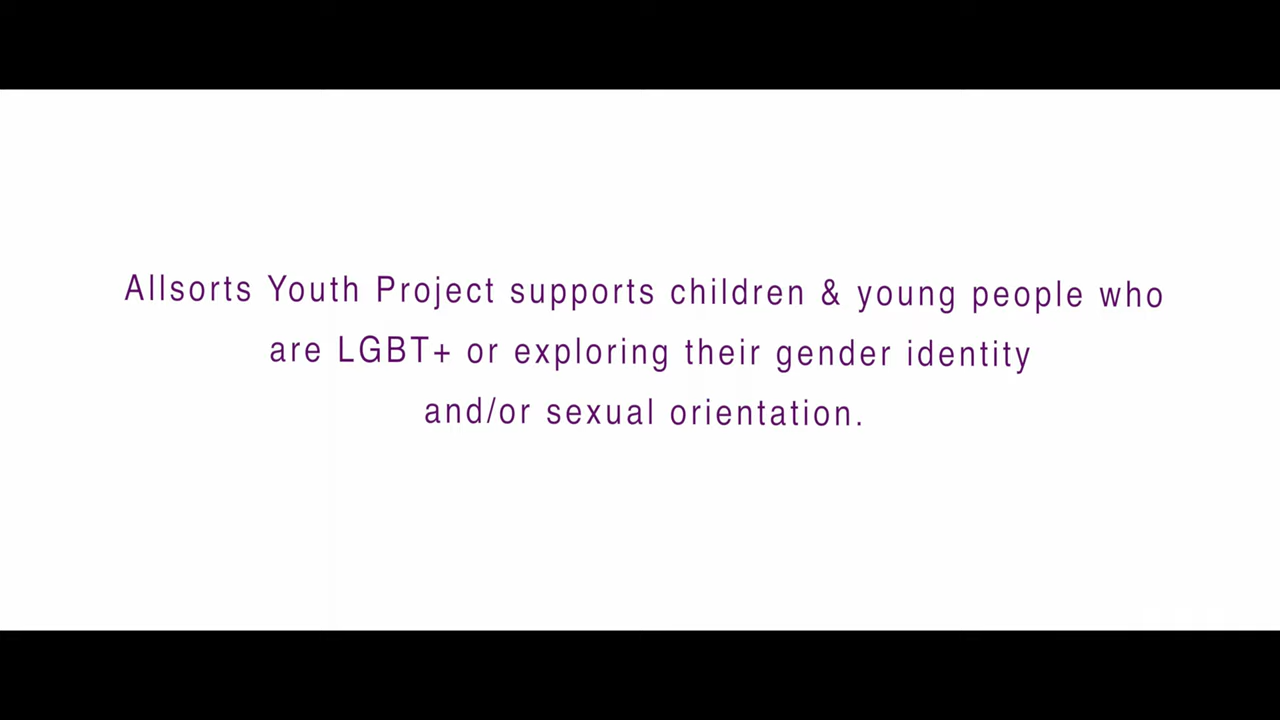 Allsorts Youth Project supports children & young people who
are LGBT+ or exploring their gender identity
and/or sexual orientation.